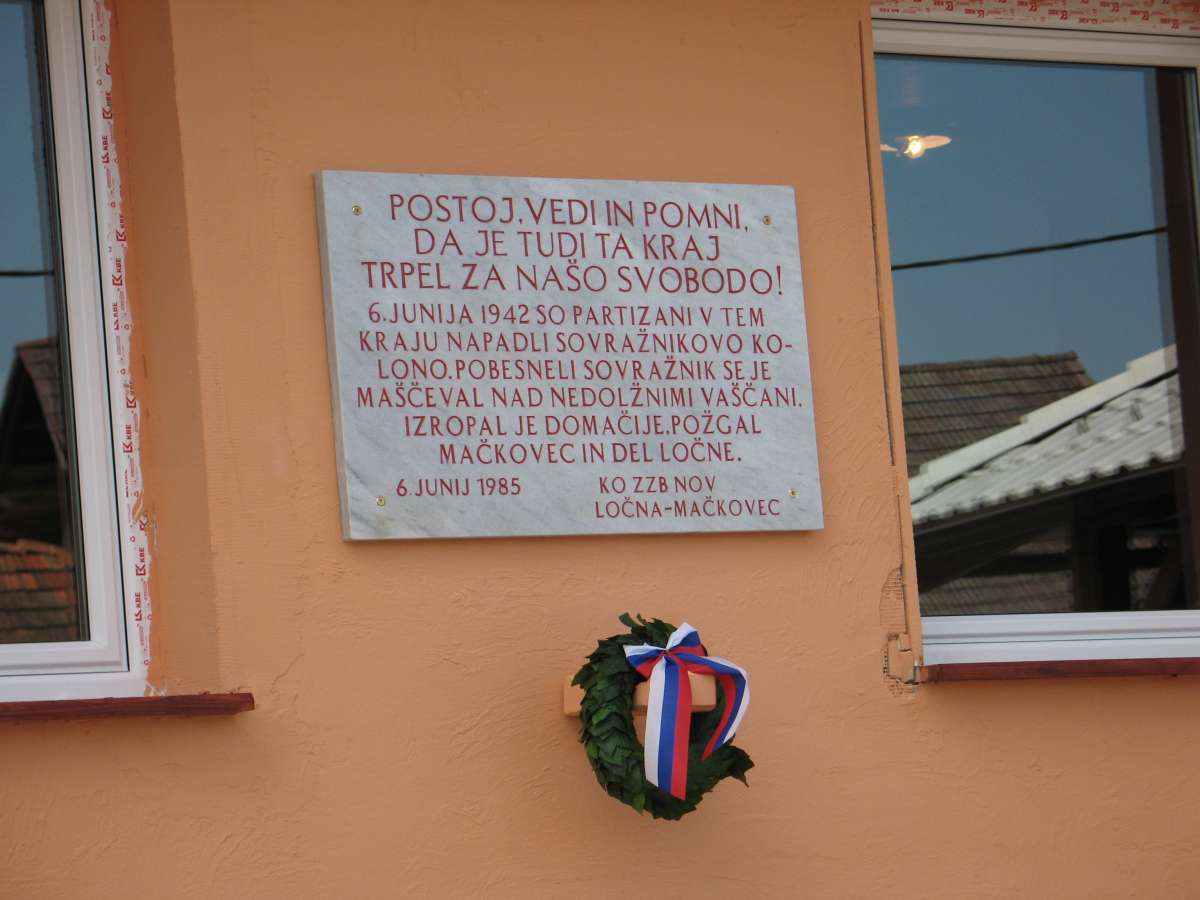 POSTOJ, VEDI IN POMNI,
DA JE TUDI TA KRAJ
TRPEL ZA NAŠO SVOBODO!
6. JUNIJA 1942 SO PARTIZANI V TEM
KRAJU NAPADLI SOVRAŽNIKOVO KO-
LONO. POBESNELI SOVRAŽNIK SE JE
MAŠČEVAL NAD NEDOLŽNIMI VAŠČANI.
IZROPAL JE DOMAČIJE, POŽGAL
MAČKOVEC IN DEL LOČNE.
6. JUNIJ 1985 KO ZZB NOV
LOČNA-MAČKOVEC
KBE